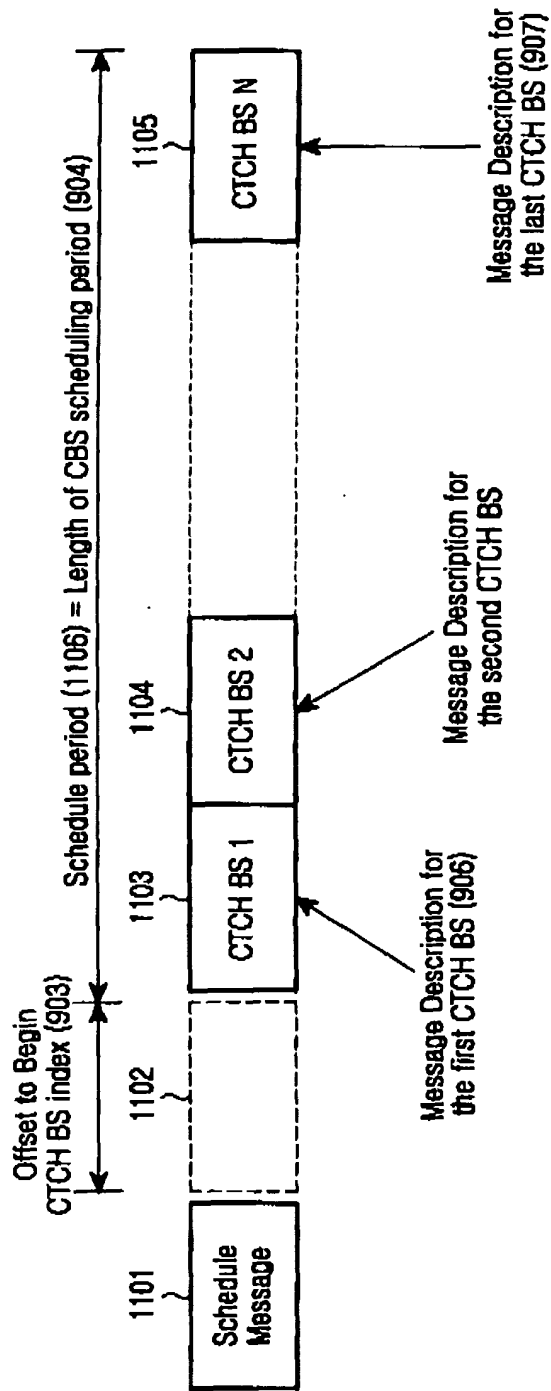 Schedule period (1106) = Length of CBS scheduling period (904)
Offset to Begin
CTCH BS index (903)
1101
1102
1103
1104
1105
Schedule
Message
CTCH BS 1
CTCH BS 2
CTCH BS N
Message Description for
the first CTCH BS (906)
Message Description for
the second CTCH BS
Message Description for
the last CTCH BS (907)